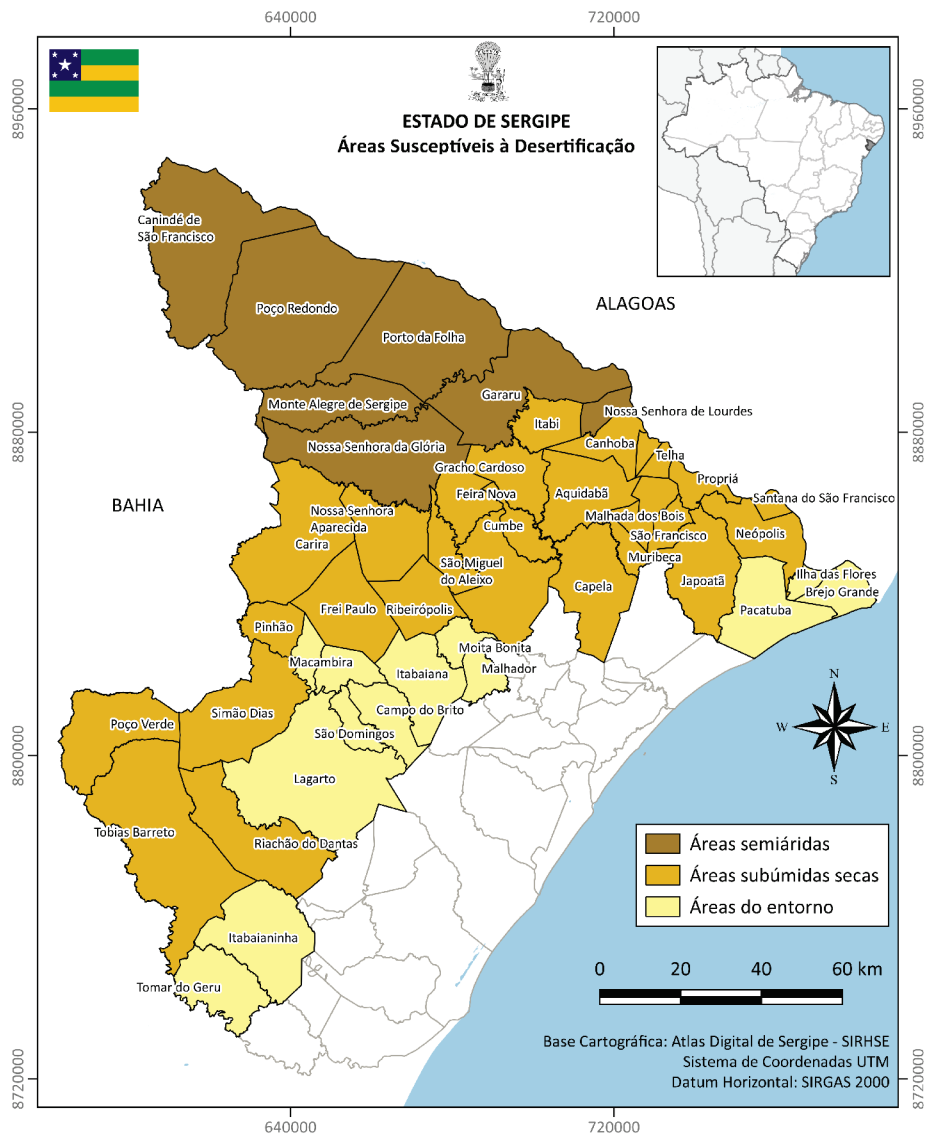 640000
720000
8960000
8960000
ESTADO DE SERGIPE
Áreas Susceptíveis à Desertificação
Canindé de
São Francisco
ALAGOAS
Poço Redondo
Porto da Folha
Gararu
Monte Alegre de Sergipe
Nossa Senhora de Lourdes
Itabi
8880000
8880000
Nossa Senhora da Glória
Canhoba
Telha
Gracho Cardoso
Propriá
Feira Nova
Aquidabã
Santana do São Francisco
BAHIA
Nossa Senhora
Aparecida
Malhada dos Bois
Cumbe
São Francisco
Neópolis
Carira
Muribeca
São Miguel
do Aleixo
Ilha das Flores
Japoatã
Capela
Brejo Grande
Frei Paulo
Ribeirópolis
Pacatuba
Pinhão
Moita Bonita
Macambira
Malhador
Itabaiana
Campo do Brito
Simão Dias
Poço Verde
São Domingos
N
W
E
S
8800000
8800000
Lagarto
Tobias Barreto
Riachão do Dantas
Áreas semiáridas
Áreas subúmidas secas
Áreas do entorno
Itabaianinha
Tomar do Geru
0 20 40 60 km
Base Cartográfica: Atlas Digital de Sergipe - SIRHSE
Sistema de Coordenadas UTM
Datum Horizontal: SIRGAS 2000
8720000
8720000
640000
720000